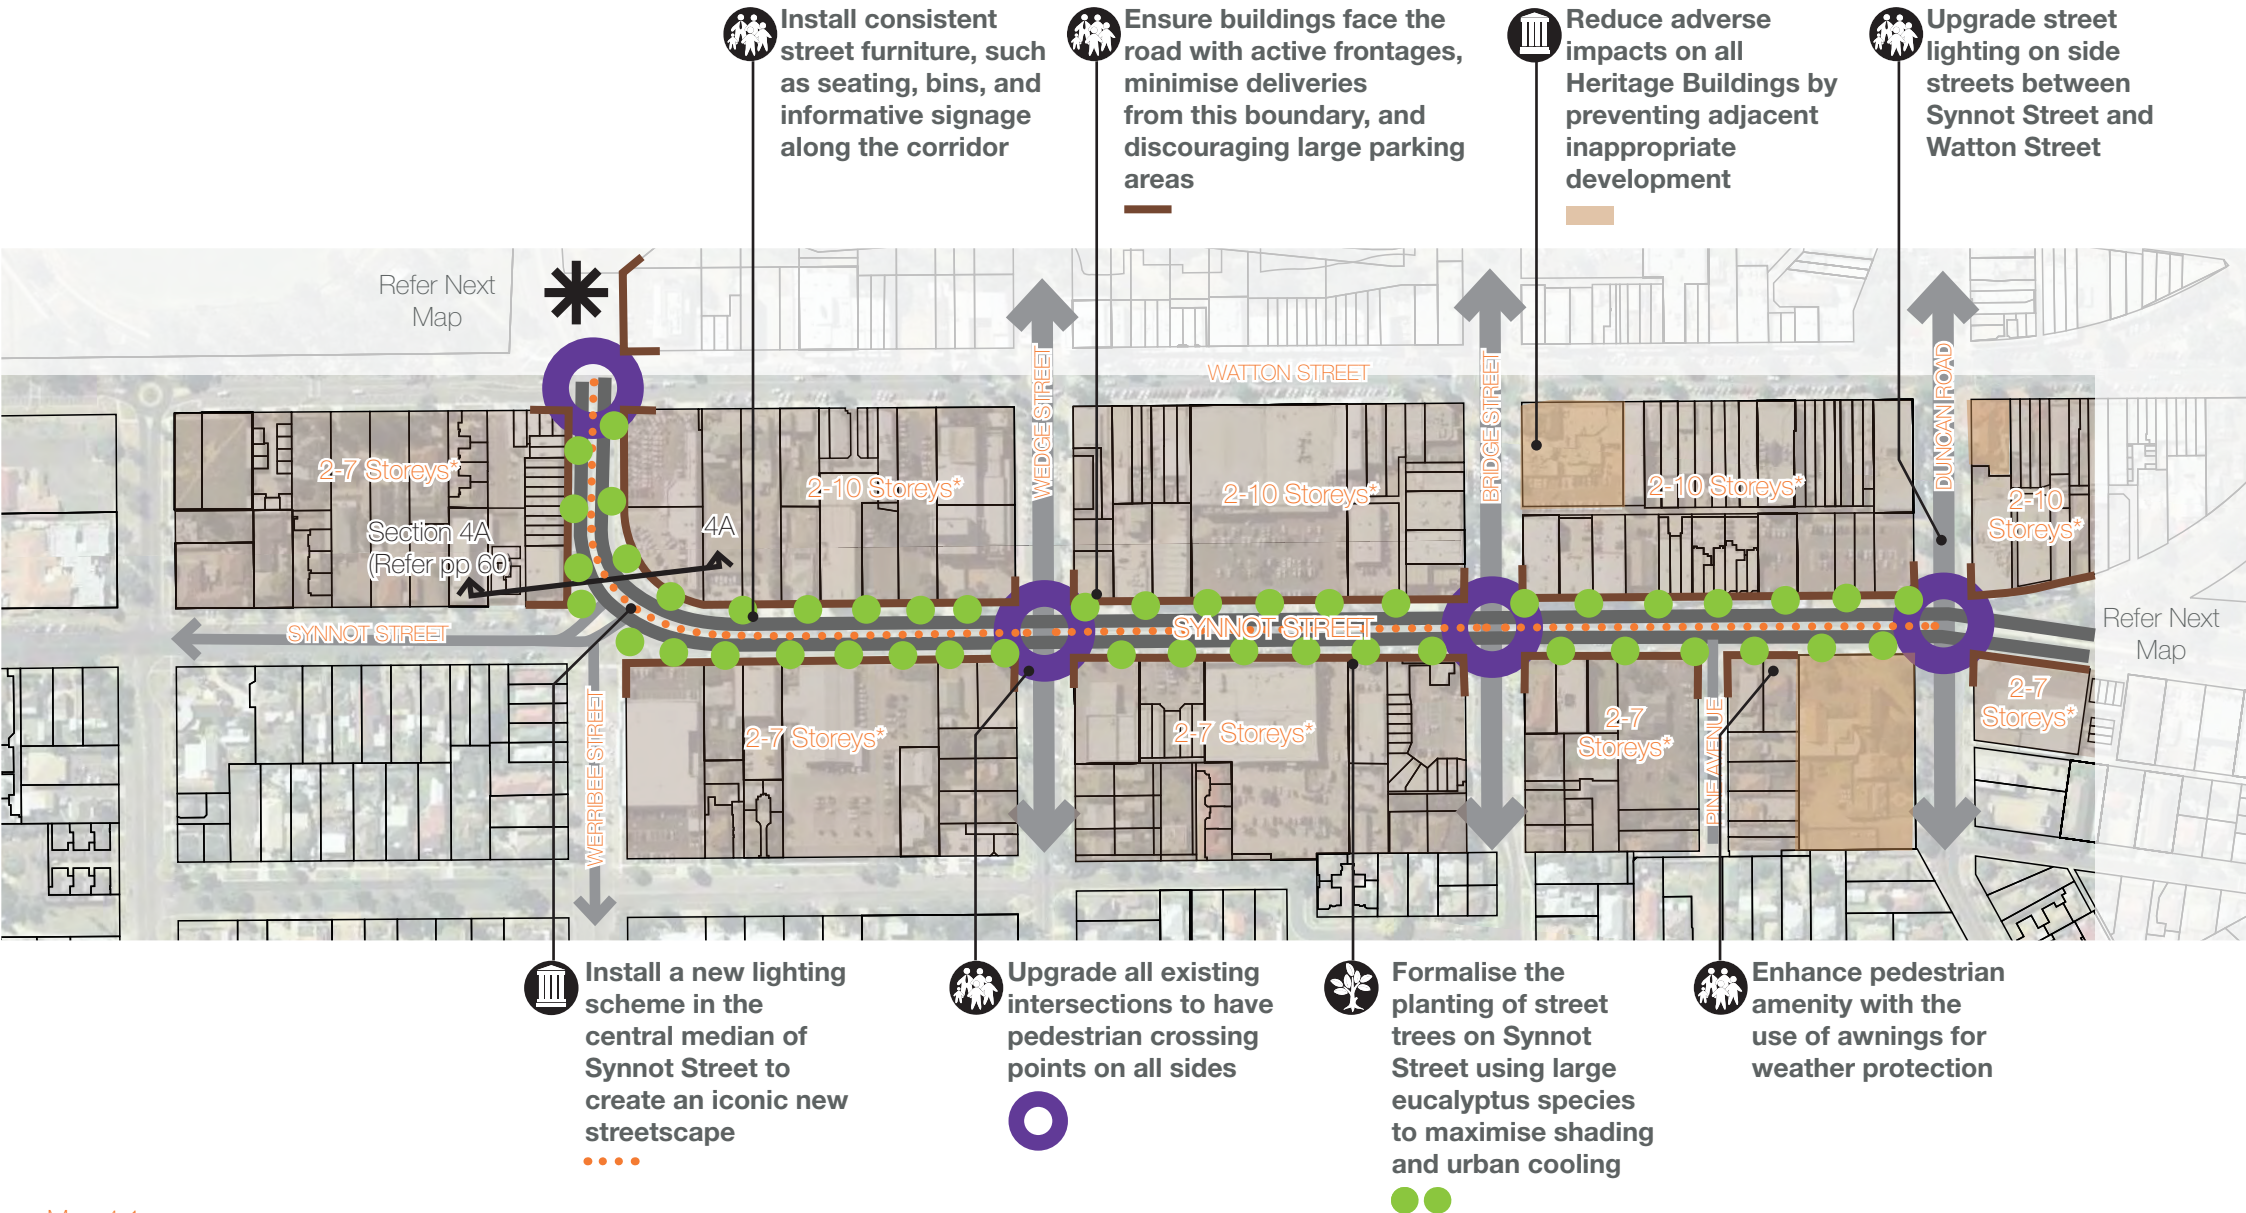 Install consistent
street furniture, such
as seating, bins, and
informative signage
along the corridor
Ensure buildings face the
road with active frontages,
minimise deliveries
from this boundary, and
discouraging large parking
areas
Reduce adverse
impacts on all
Heritage Buildings by
preventing adjacent
inappropriate
development
Upgrade street
lighting on side
streets between
Synnot Street and
Watton Street
Refer Next
Map
WATTON STREET
WEDGE STREET
BRIDGE STREET
DUNCAN ROAD
2-7 Storeys*
2-10 Storeys*
2-10 Storeys*
2-10 Storeys*
2-10
Storeys*
Section 4A
(Refer pp 60)
4A
SYNNOT STREET
SYNNOT STREET
Refer Next
Map
WERRIBEE STREET
2-7 Storeys*
2-7 Storeys*
2-7
Storeys*
PINE AVENUE
2-7
Storeys*
Install a new lighting
scheme in the
central median of
Synnot Street to
create an iconic new
streetscape
Upgrade all existing
intersections to have
pedestrian crossing
points on all sides
Formalise the
planting of street
trees on Synnot
Street using large
eucalyptus species
to maximise shading
and urban cooling
Enhance pedestrian
amenity with the
use of awnings for
weather protection